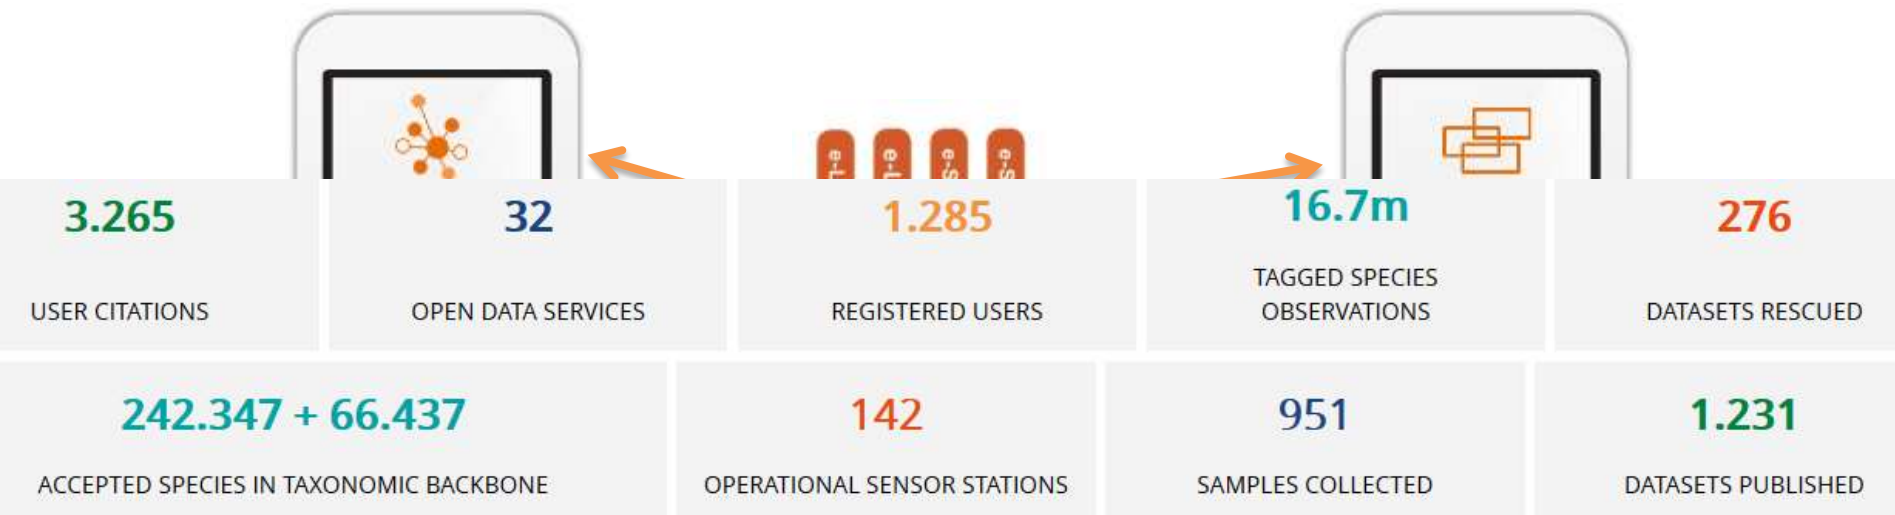 3.265
32
1.285
16.7m
276
USER CITATIONS
OPEN DATA SERVICES
REGISTERED USERS
TAGGED SPECIES
OBSERVATIONS
DATASETS RESCUED
242.347 + 66.437
142
951
1.231
ACCEPTED SPECIES IN TAXONOMIC BACKBONE
OPERATIONAL SENSOR STATIONS
SAMPLES COLLECTED
DATASETS PUBLISHED